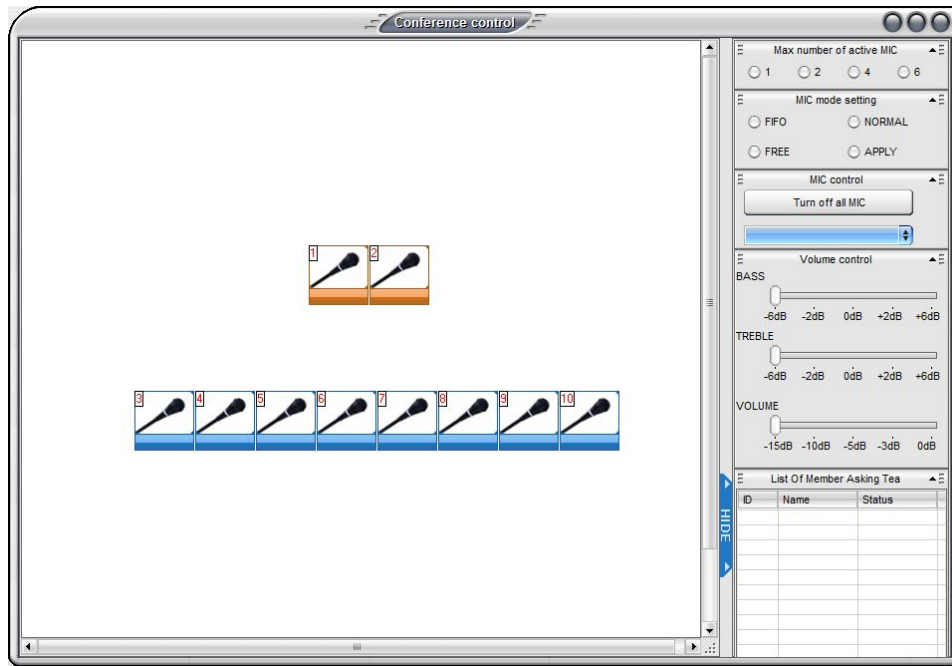 Conference control
1 2
3 4 5 6 7 8 9 10
HIDE
Max number of active MIC
1 2 4 6
MIC mode setting
FIFO NORMAL
FREE APPLY
MIC control
Turn off all MIC
Volume control
BASS
-6dB -2dB 0dB +2dB +6dB
TREBLE
-6dB -2dB 0dB +2dB +6dB
VOLUME
-15dB -10dB -5dB -3dB 0dB
List Of Member Asking Tea
ID Name Status